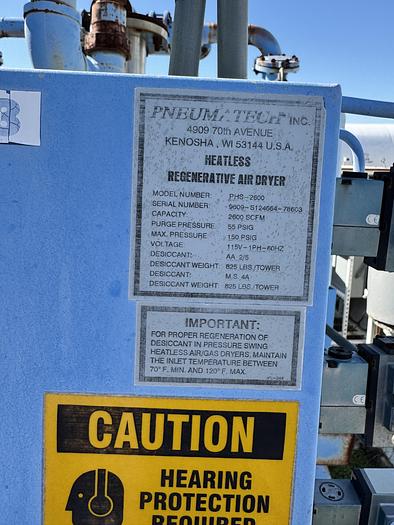 PNEUMATECH INC.
4909 70th AVENUE
KENOSHA, WI 53144 U.S.A.
HEATLESS
REGENERATIVE AIR DRYER
MODEL NUMBER: PHS-2600
SERIAL NUMBER: 9609-S124664-78603
CAPACITY: 2600 SCFM
PURGE PRESSURE: 55 PSIG
MAX. PRESSURE: 150 PSIG
VOLTAGE: 115V-1PH-60HZ
DESICCANT: AA 2/5
DESICCANT WEIGHT: 825 LBS./TOWER
DESICCANT: M.S. 4A
DESICCANT WEIGHT: 825 LBS./TOWER
IMPORTANT:
FOR PROPER REGENERATION OF
DESICCANT IN PRESSURE SWING
HEATLESS AIR/GAS DRYERS, MAINTAIN
THE INLET TEMPERATURE BETWEEN
70° F. MIN. AND 120° F. MAX.
CAUTION
HEARING
PROTECTION
REQUIRED